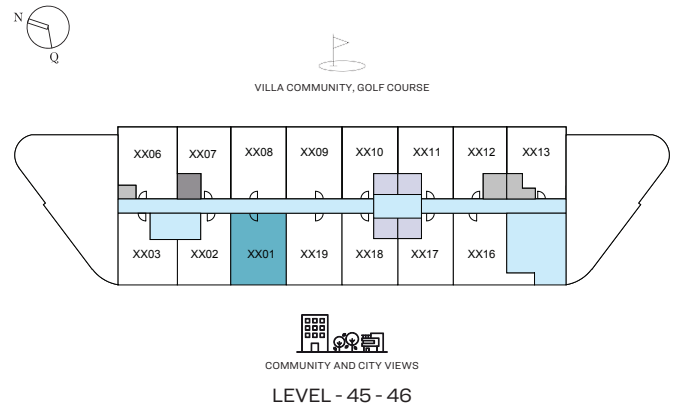 N
Q
VILLA COMMUNITY, GOLF COURSE
XX06 XX07 XX08 XX09 XX10 XX11 XX12 XX13
XX03 XX02 XX01 XX19 XX18 XX17 XX16
COMMUNITY AND CITY VIEWS
LEVEL - 45 - 46